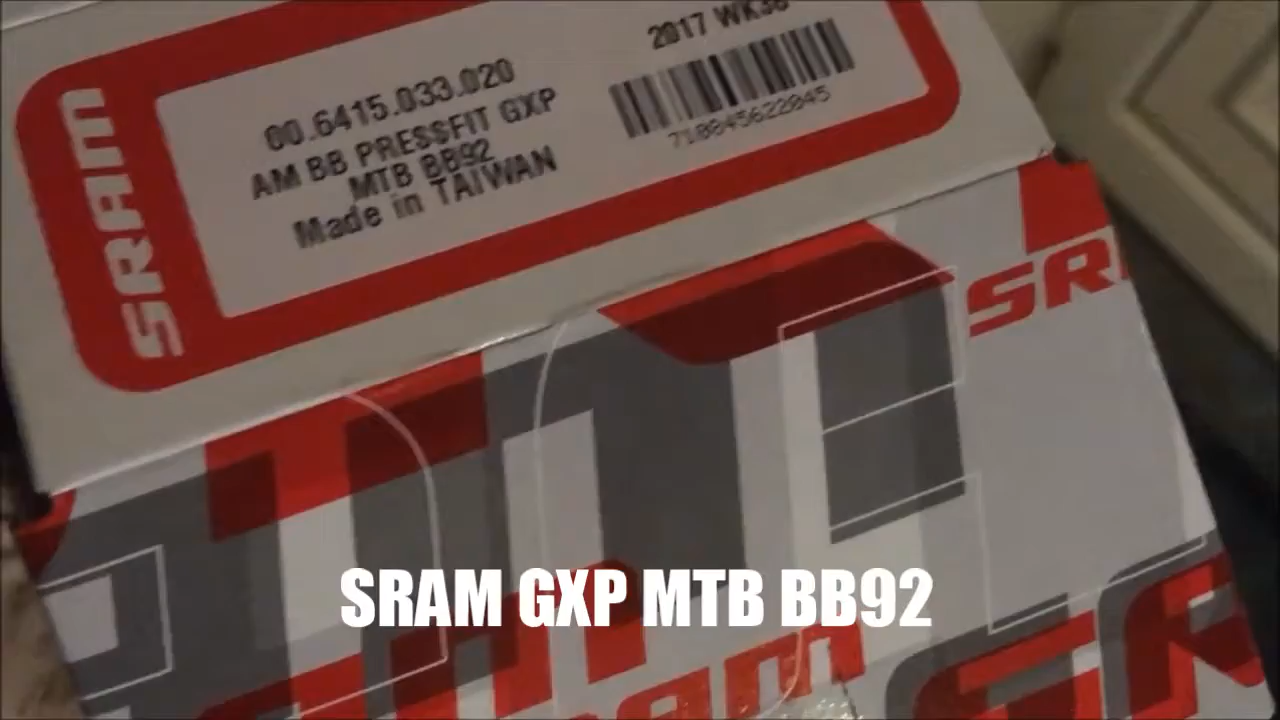 SRAM
00.6415.033.020
AM BB PRESSFIT GXP
MTB BB92
Made in TAIWAN
2017 WK38
710845622045
SR
SRAM GXP MTB BB92